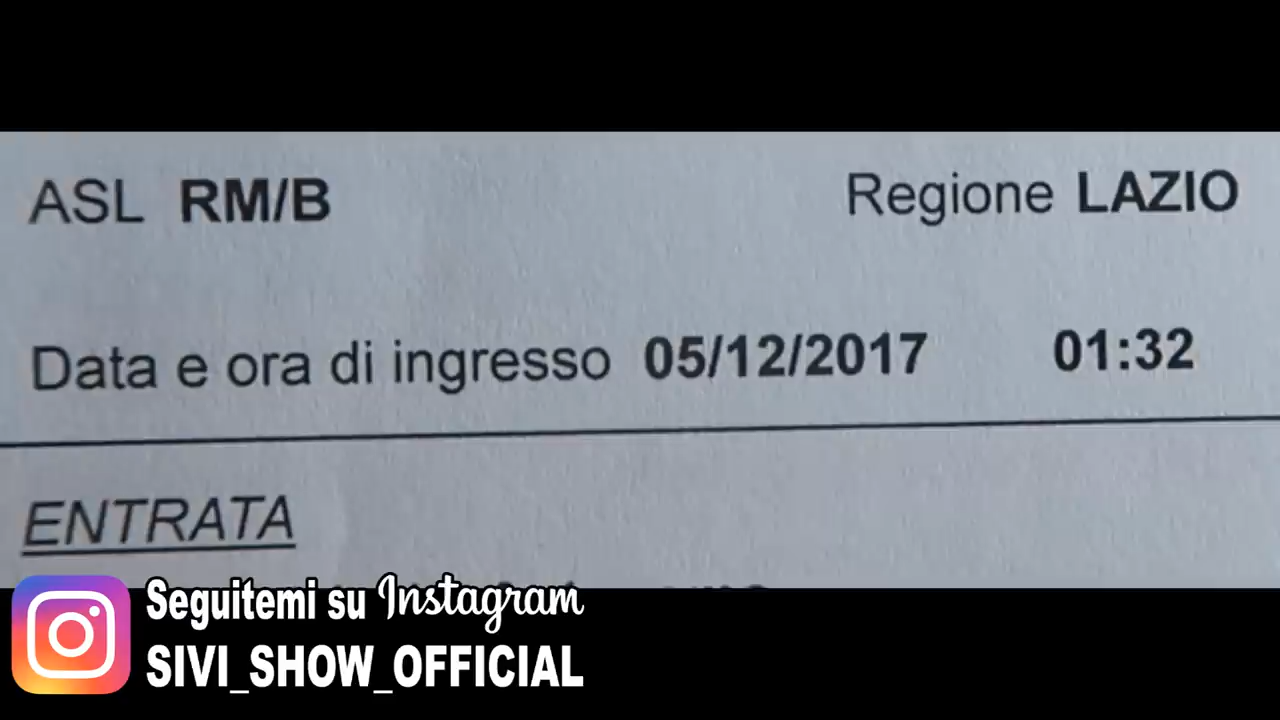 ASL RM/B Regione LAZIO
Data e ora di ingresso 05/12/2017 01:32
ENTRATA
Seguitemi su Instagram
SIVI_SHOW_OFFICIAL